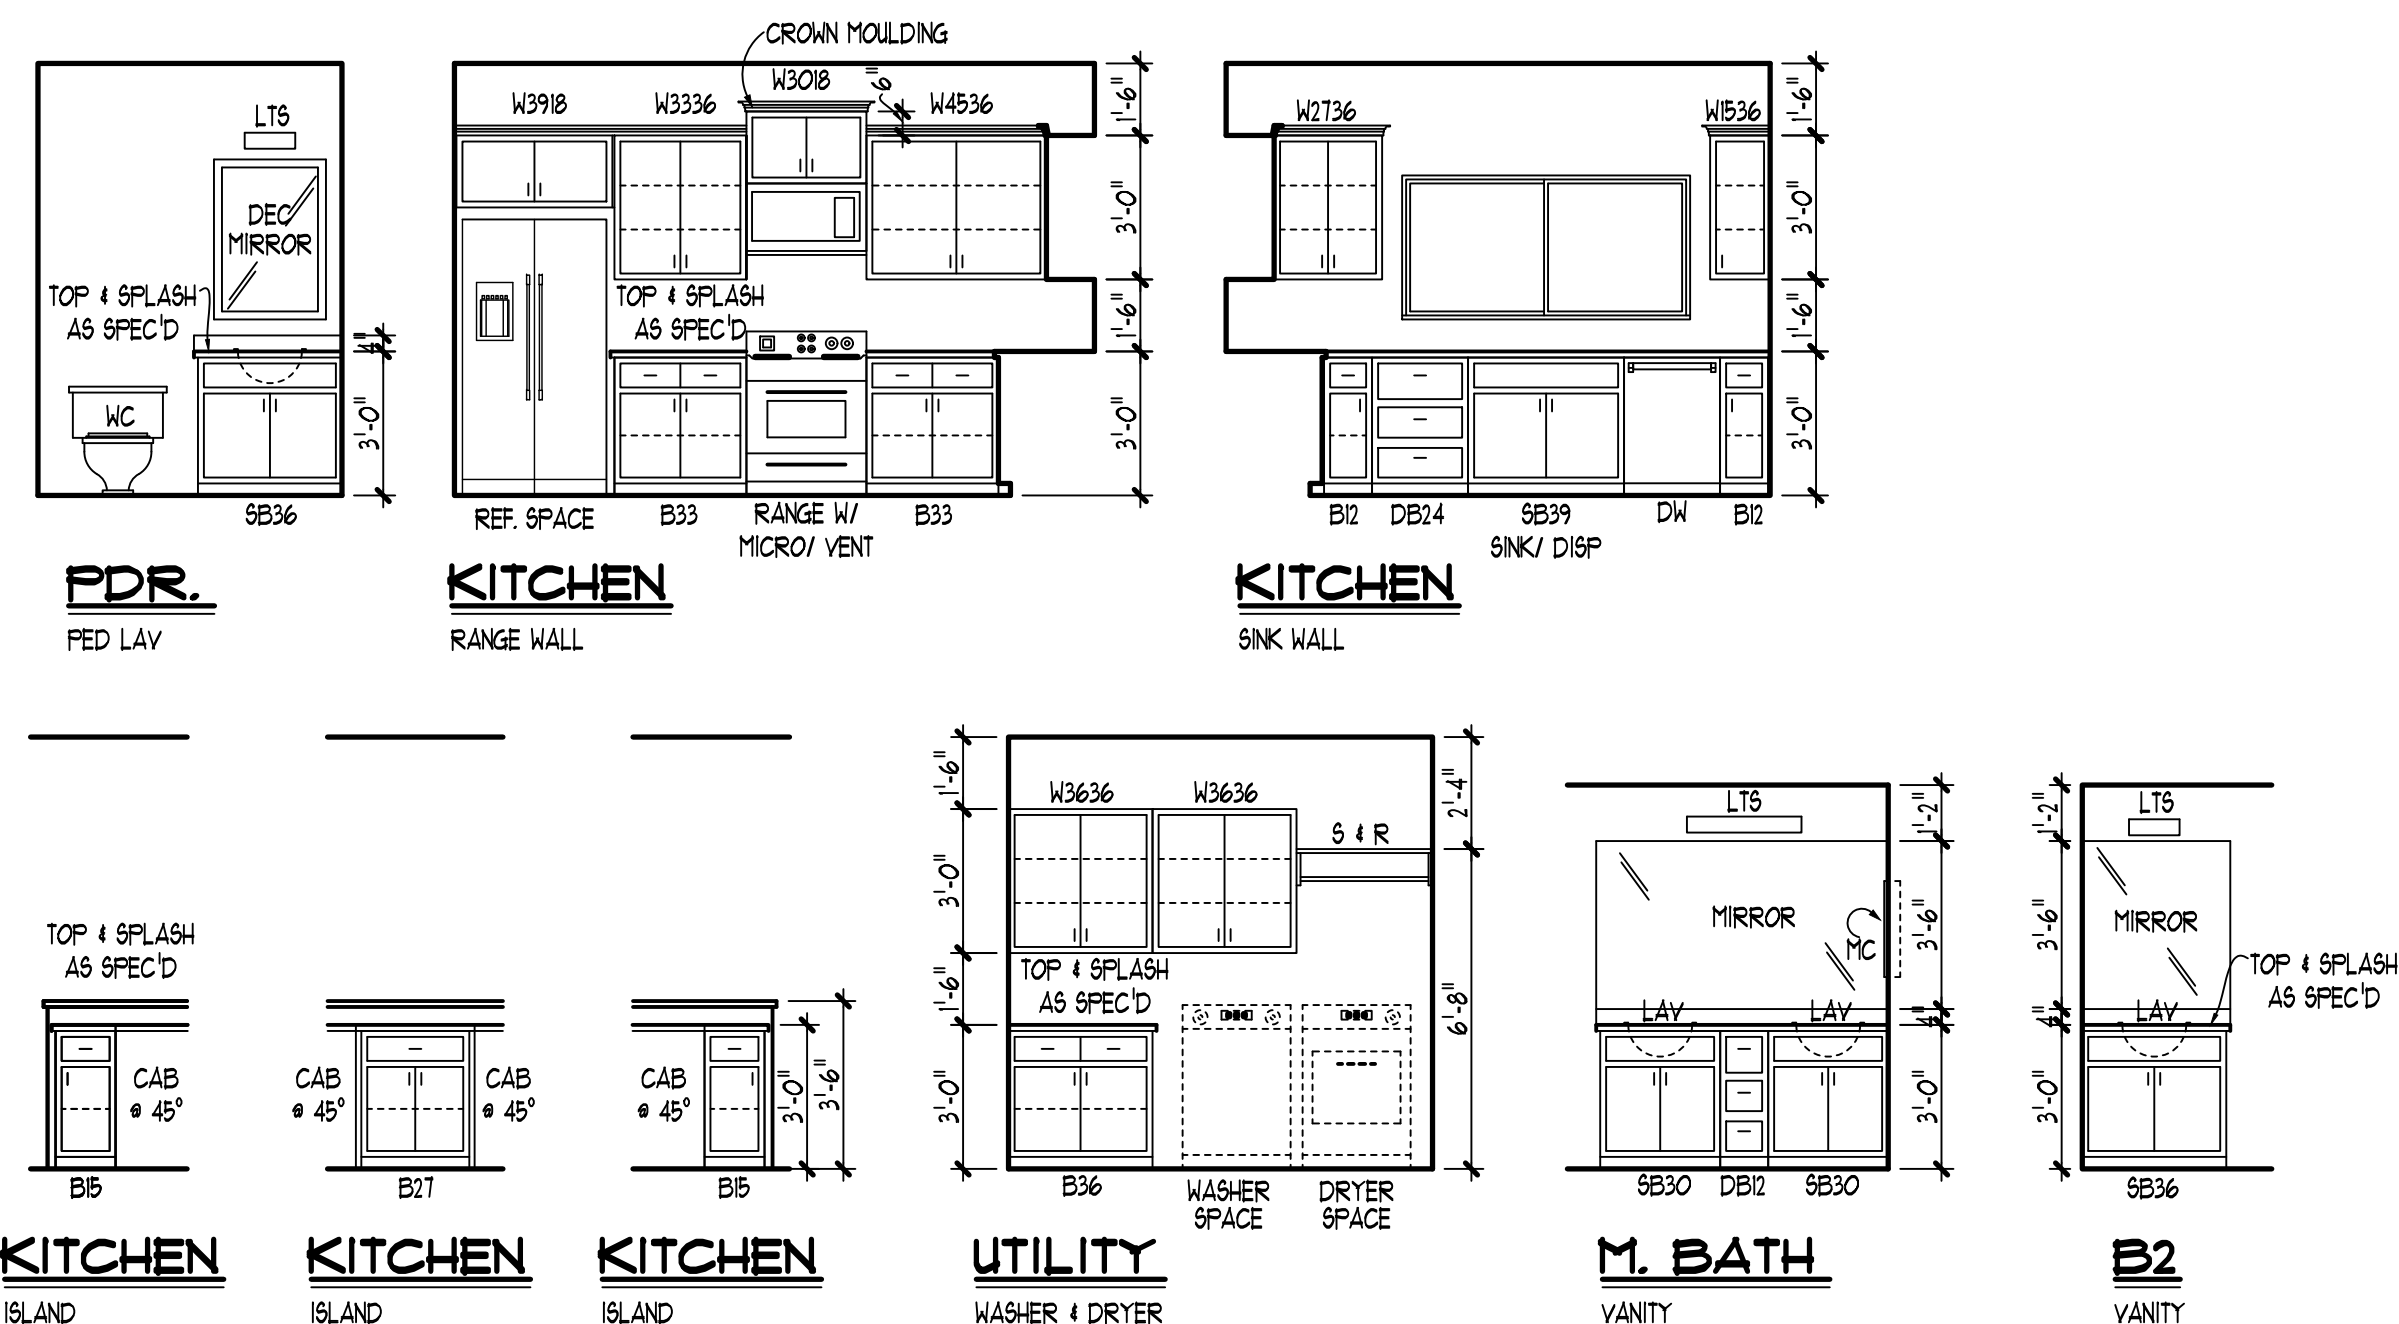 CROWN MOULDING
W3018
6"
W3918
W3336
W4536
LTS
DEC
MIRROR
TOP & SPLASH
AS SPEC'D
WC
4"
3'-0"
SB36
PDR.
PED LAV
TOP & SPLASH
AS SPEC'D
1'-6"
3'-0"
1'-6"
3'-0"
REF. SPACE
B33
RANGE W/
MICRO/ VENT
B33
KITCHEN
RANGE WALL
W2736
W1536
1'-6"
3'-0"
1'-6"
3'-0"
B12
DB24
SB39
SINK/ DISP
DW
B12
KITCHEN
SINK WALL
TOP & SPLASH
AS SPEC'D
CAB
@ 45°
B15
KITCHEN
ISLAND
CAB
@ 45°
CAB
@ 45°
B27
KITCHEN
ISLAND
CAB
@ 45°
3'-0"
3'-6"
B15
KITCHEN
ISLAND
1'-6"
3'-0"
1'-6"
3'-0"
W3636
W3636
S & R
TOP & SPLASH
AS SPEC'D
2'-4"
6'-8"
B36
WASHER
SPACE
DRYER
SPACE
UTILITY
WASHER & DRYER
LTS
MIRROR
MC
LAV
LAV
1'-2"
3'-6"
4"
3'-0"
SB30
DB12
SB30
M. BATH
VANITY
1'-2"
3'-6"
4"
3'-0"
LTS
MIRROR
LAV
TOP & SPLASH
AS SPEC'D
SB36
B2
VANITY